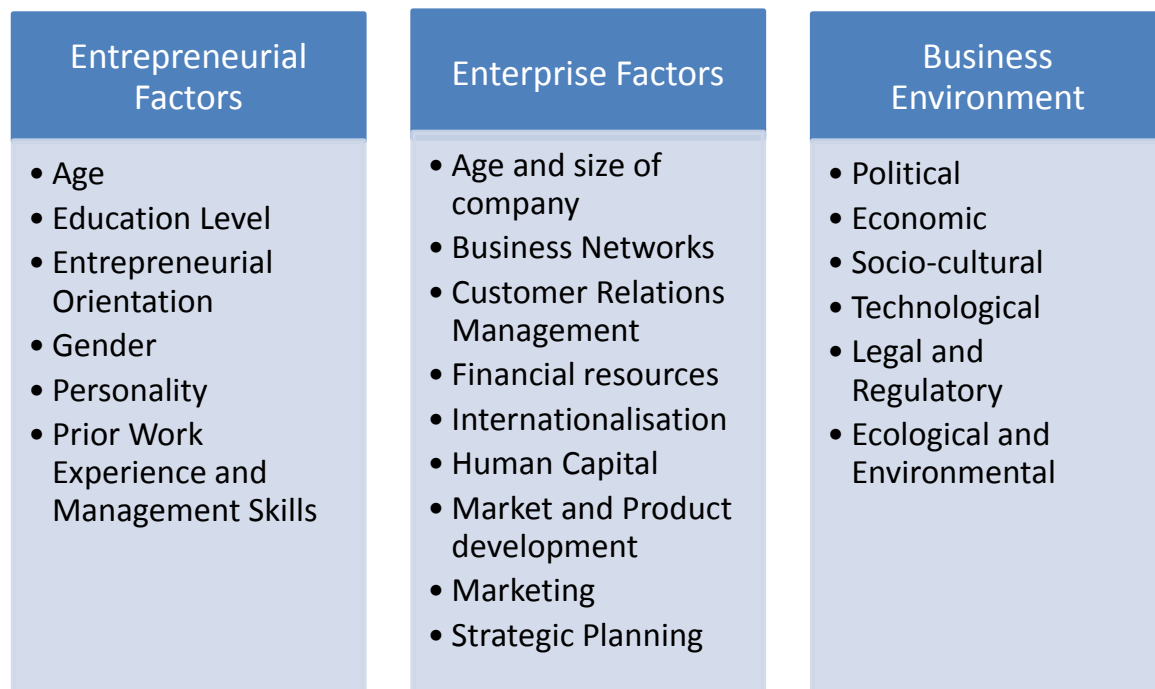 Entrepreneurial
Factors
• Age
• Education Level
• Entrepreneurial
Orientation
• Gender
• Personality
• Prior Work
Experience and
Management Skills
Enterprise Factors
• Age and size of
company
• Business Networks
• Customer Relations
Management
• Financial resources
• Internationalisation
• Human Capital
• Market and Product
development
• Marketing
• Strategic Planning
Business
Environment
• Political
• Economic
• Socio-cultural
• Technological
• Legal and
Regulatory
• Ecological and
Environmental